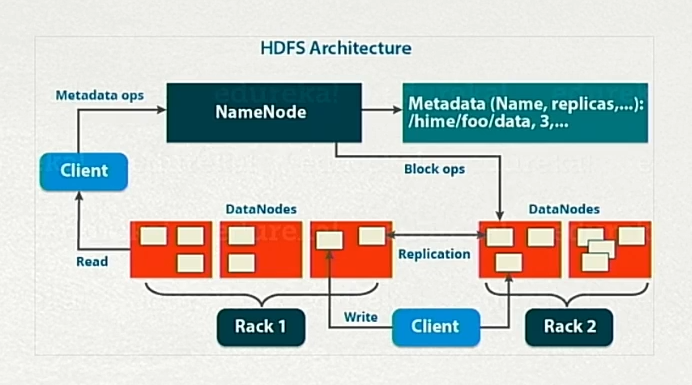 HDFS Architecture
Metadata ops
NameNode
Metadata (Name, replicas,...):
/hime/foo/data, 3,...
Client
Block ops
DataNodes
DataNodes
Read
Replication
Rack 1
Write
Client
Rack 2